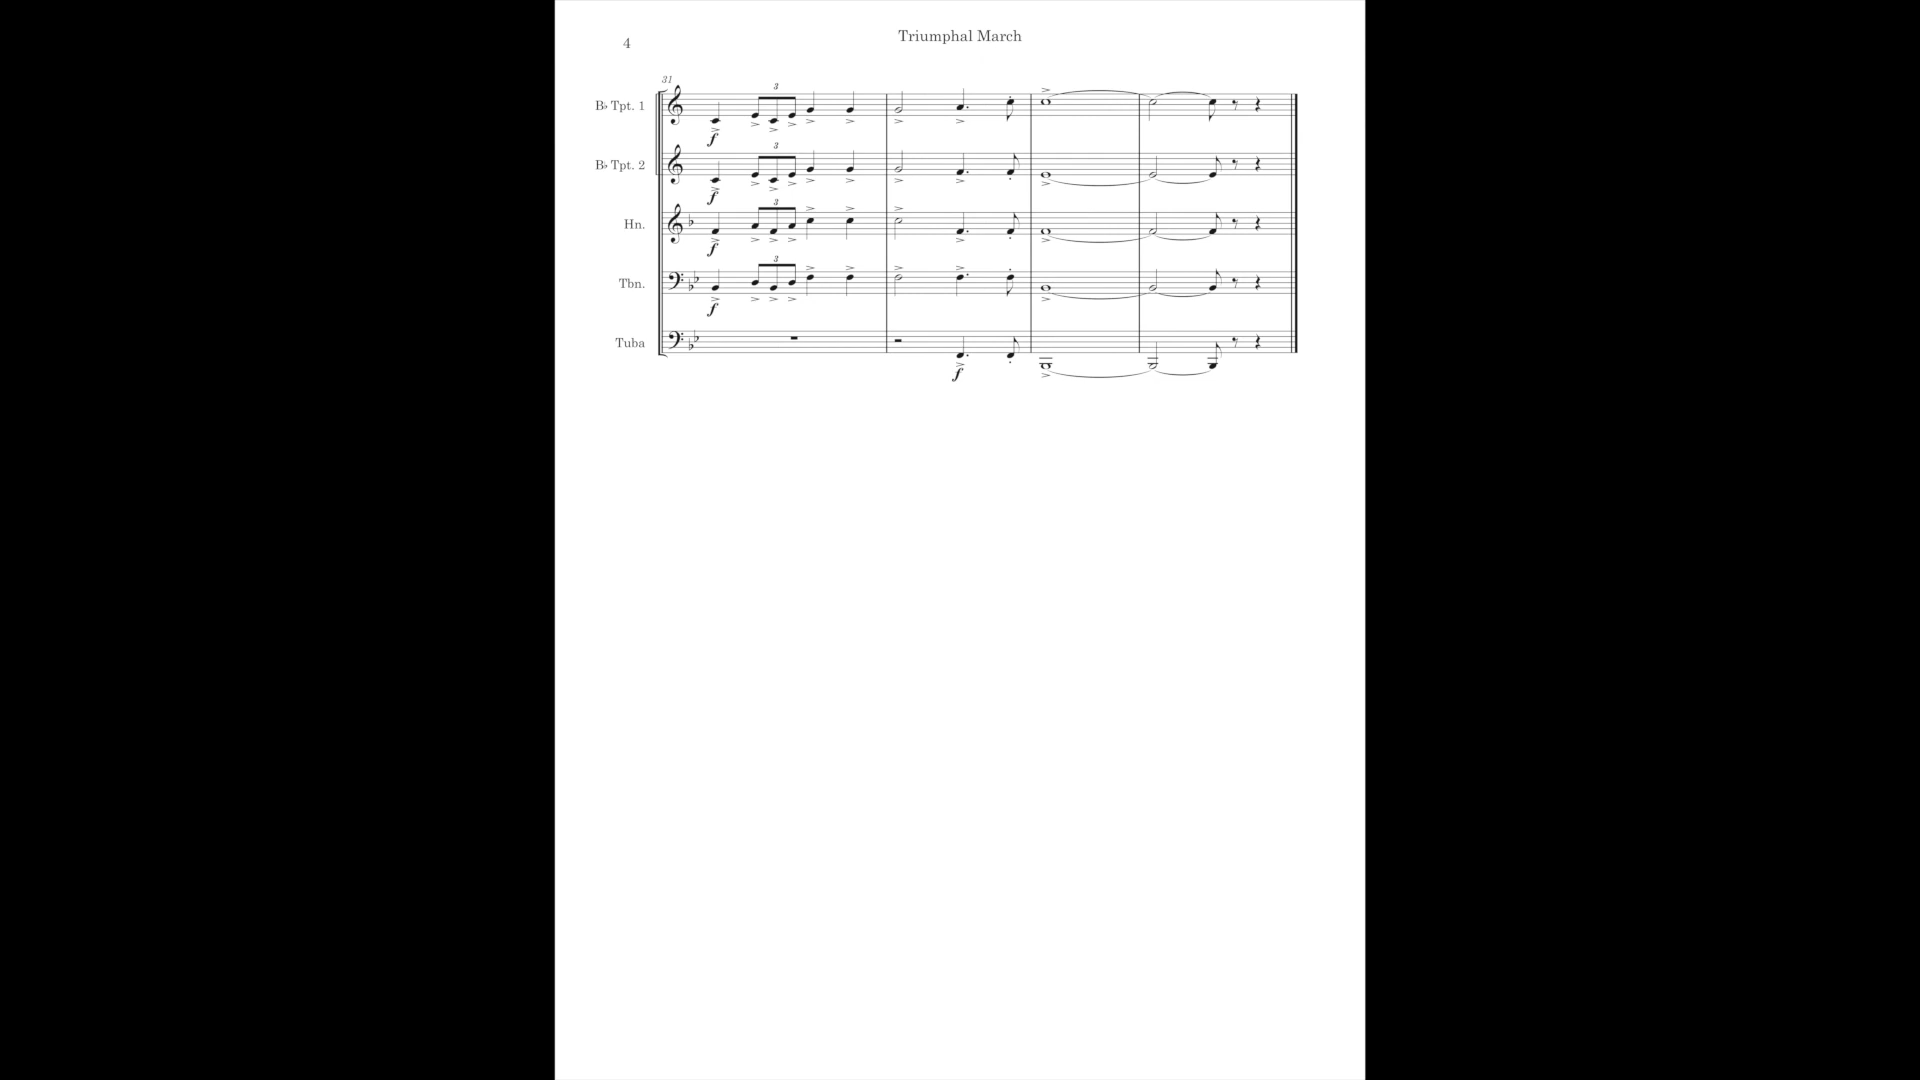 Triumphal March
4
31
B♭ Tpt. 1
3
f
B♭ Tpt. 2
3
f
Hn.
3
f
Tbn.
3
f
Tuba
f